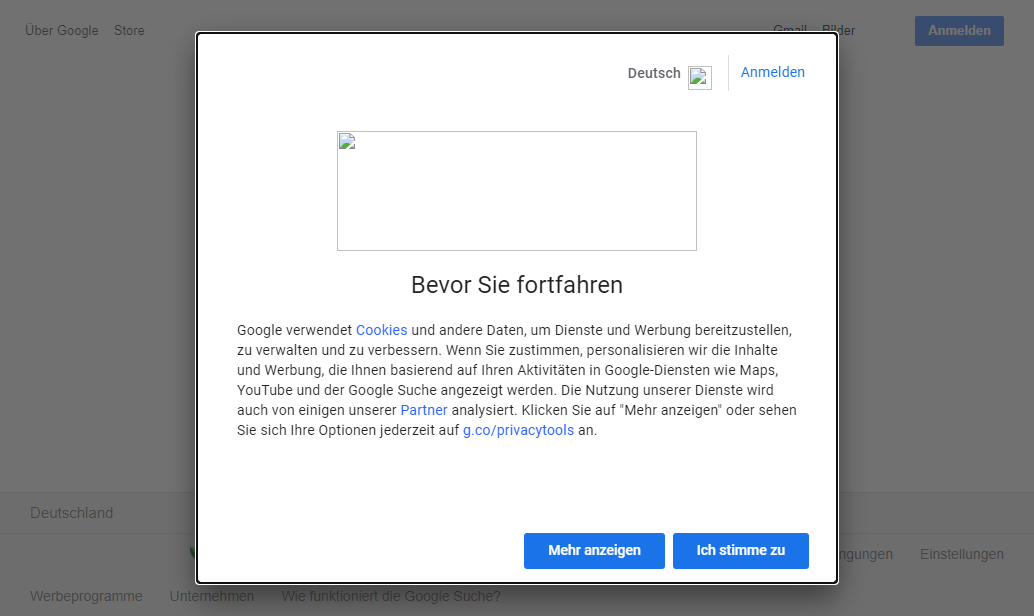 Über Google Store Gmail Bilder Anmelden
Deutsch Anmelden
Bevor Sie fortfahren
Google verwendet Cookies und andere Daten, um Dienste und Werbung bereitzustellen,
zu verwalten und zu verbessern. Wenn Sie zustimmen, personalisieren wir die Inhalte
und Werbung, die Ihnen basierend auf Ihren Aktivitäten in Google-Diensten wie Maps,
YouTube und der Google Suche angezeigt werden. Die Nutzung unserer Dienste wird
auch von einigen unserer Partner analysiert. Klicken Sie auf "Mehr anzeigen" oder sehen
Sie sich Ihre Optionen jederzeit auf g.co/privacytools an.
Deutschland
Mehr anzeigen Ich stimme zu
Einstellungen
Werbeprogramme Unternehmen Wie funktioniert die Google Suche?